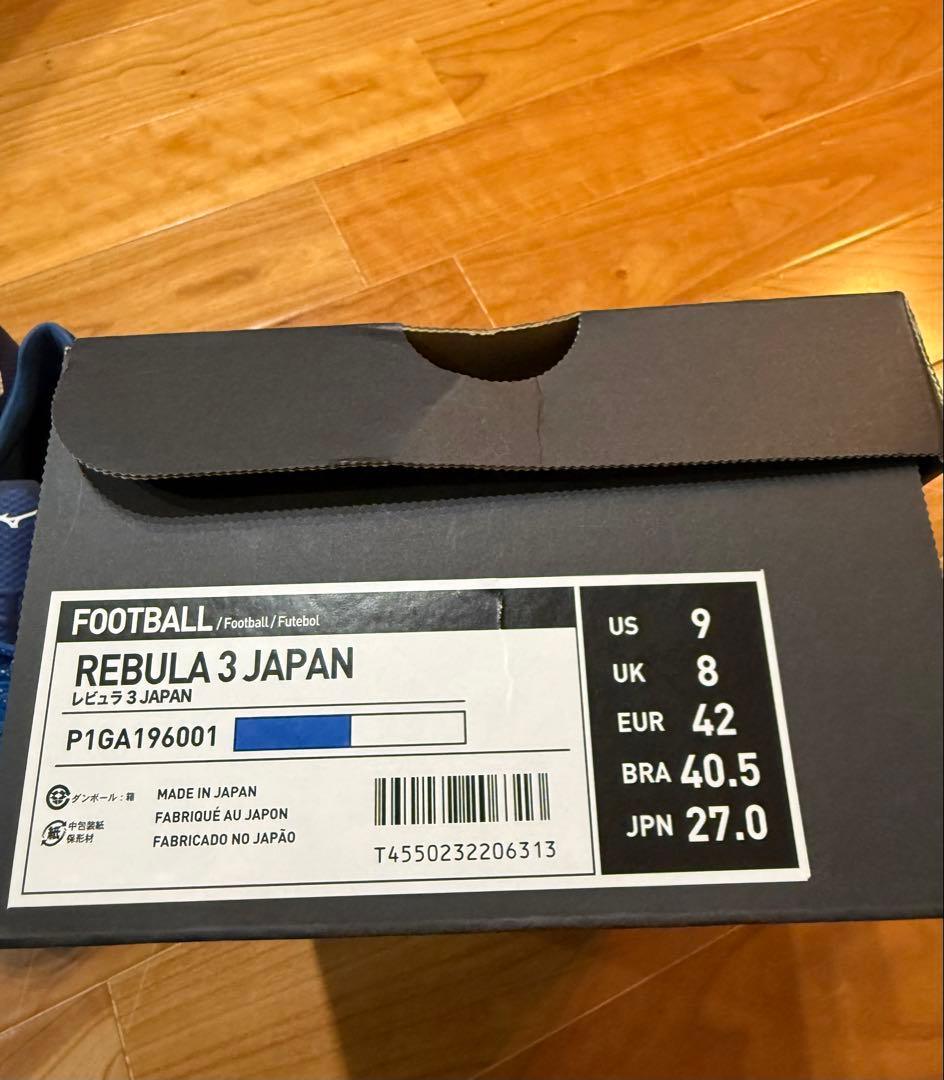 FOOTBALL / Football / Futebol
REBULA 3 JAPAN
レビュラ 3 JAPAN
P1GA196001
ダンボール：箱
紙 中包装紙
保形材
MADE IN JAPAN
FABRIQUÉ AU JAPON
FABRICADO NO JAPÃO
T4550232206313
US 9
UK 8
EUR 42
BRA 40.5
JPN 27.0